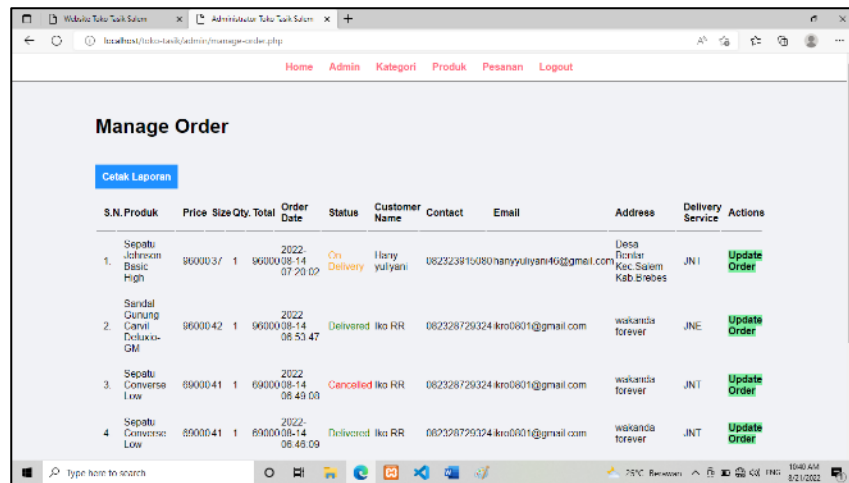 Website Toko Tasik Salem
Administrator Toko Tasik Salem
localhost/toko-tasik/admin/manage-order.php
Home Admin Kategori Produk Pesanan Logout
Manage Order
Cetak Laporan
S.N. Produk Price Size Qty. Total Order Date Status Customer Name Contact Email Address Delivery Service Actions
1. Sepatu Johnson Basic High 96000 37 1 96000 2022-08-14 07:20:02 On Delivery Hany yuliyani 082323915080 hanyyuliyani46@gmail.com Desa Bentar Kec.Salem Kab.Brebes JNT Update Order
2. Sandal Gunung Carvil Deluxio-GM 96000 42 1 96000 2022-08-14 06:53:47 Delivered Iko RR 082328729324 ikro0801@gmail.com wakanda forever JNE Update Order
3. Sepatu Converse Low 69000 41 1 69000 2022-08-14 06:49:08 Cancelled Iko RR 082328729324 ikro0801@gmail.com wakanda forever JNT Update Order
4 Sepatu Converse Low 69000 41 1 69000 2022-08-14 06:46:09 Delivered Iko RR 082328729324 ikro0801@gmail.com wakanda forever JNT Update Order
Type here to search
25°C Berawan
ENG
10:40 AM
8/21/2022